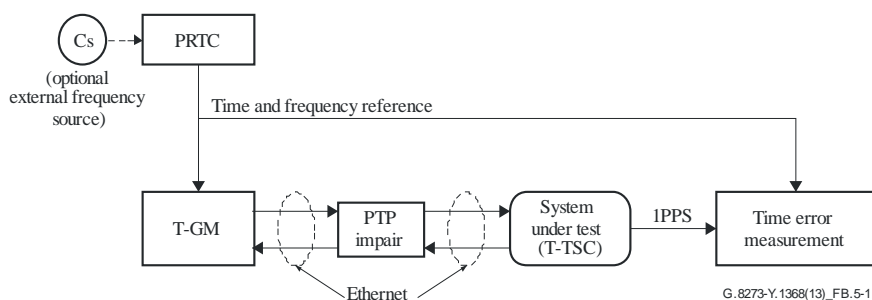 Cs
PRTC
(optional
external frequency
source)
Time and frequency reference
T-GM
PTP
impair
System
under test
(T-TSC)
1PPS
Time error
measurement
Ethernet
G.8273-Y.1368(13)_FB.5-1